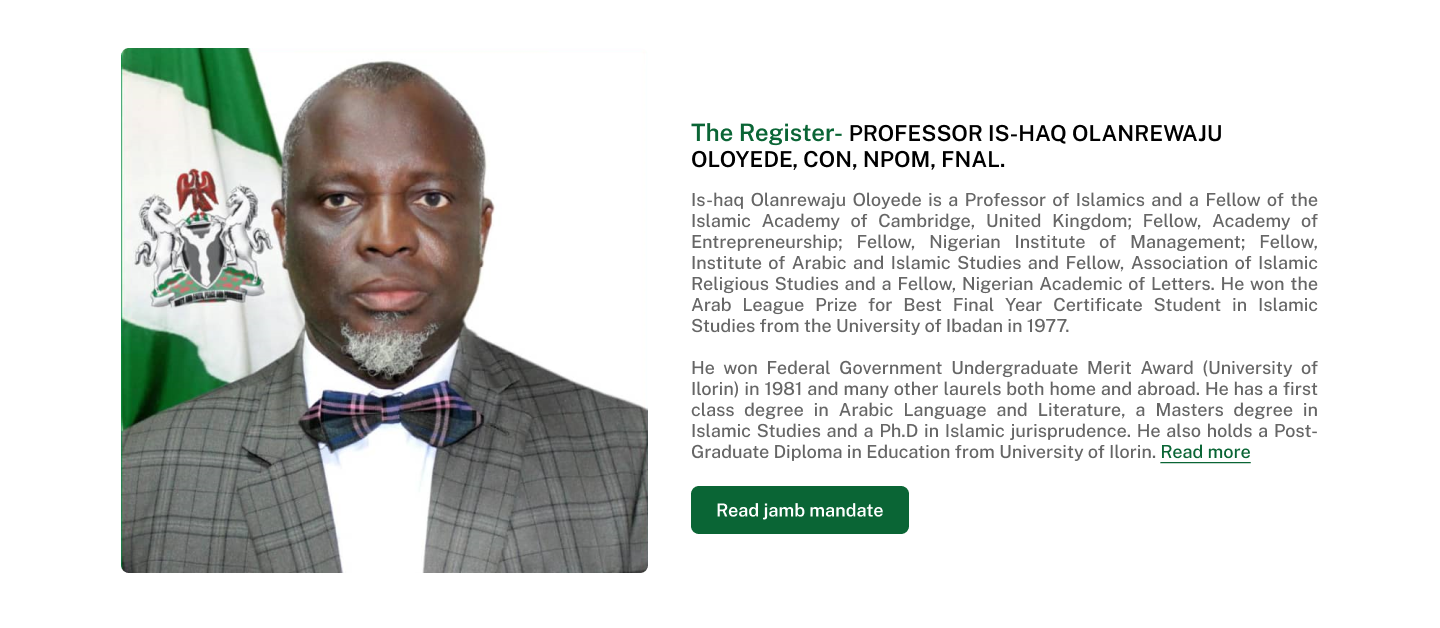 The Register- PROFESSOR IS-HAQ OLANREWAJU
OLOYEDE, CON, NPOM, FNAL.
Is-haq Olanrewaju Oloyede is a Professor of Islamics and a Fellow of the
Islamic Academy of Cambridge, United Kingdom; Fellow, Academy of
Entrepreneurship; Fellow, Nigerian Institute of Management; Fellow,
Institute of Arabic and Islamic Studies and Fellow, Association of Islamic
Religious Studies and a Fellow, Nigerian Academic of Letters. He won the
Arab League Prize for Best Final Year Certificate Student in Islamic
Studies from the University of Ibadan in 1977.
He won Federal Government Undergraduate Merit Award (University of
Ilorin) in 1981 and many other laurels both home and abroad. He has a first
class degree in Arabic Language and Literature, a Masters degree in
Islamic Studies and a Ph.D in Islamic jurisprudence. He also holds a Post-
Graduate Diploma in Education from University of Ilorin. Read more
Read jamb mandate